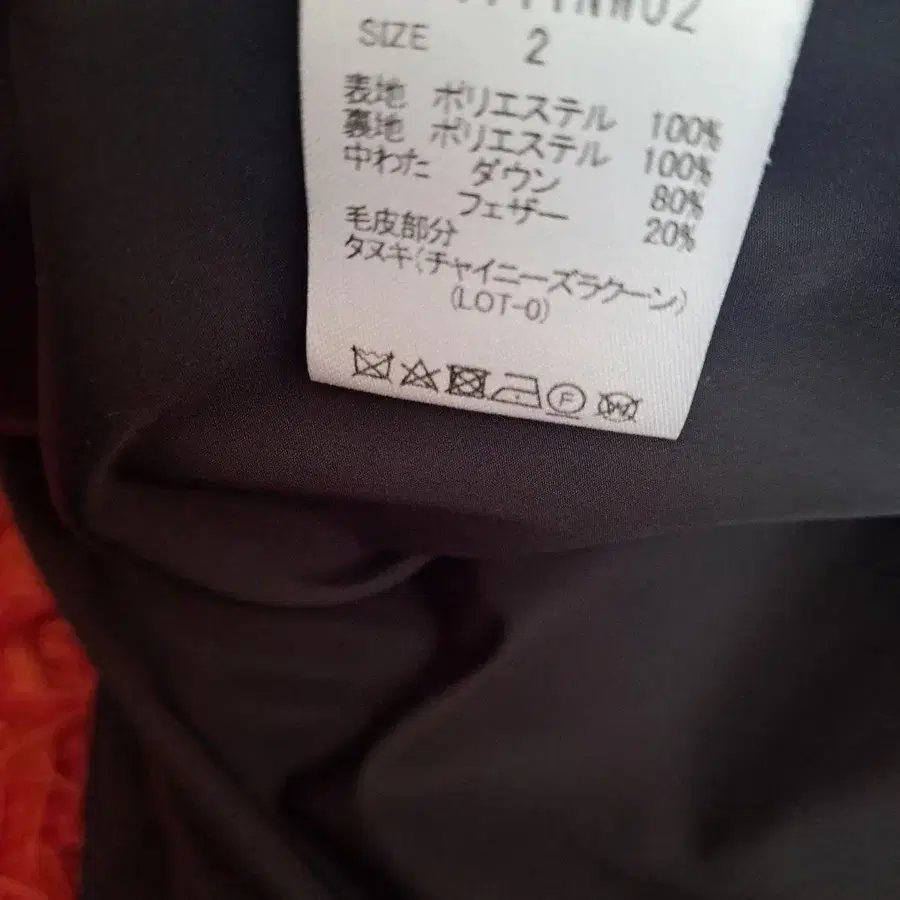 SIZE 2
表地 ポリエステル 100%
裏地 ポリエステル 100%
中わた ダウン 80%
フェザー 20%
毛皮部分
タヌキ(チャイニーズラクーン)
(LOT-0)
F W